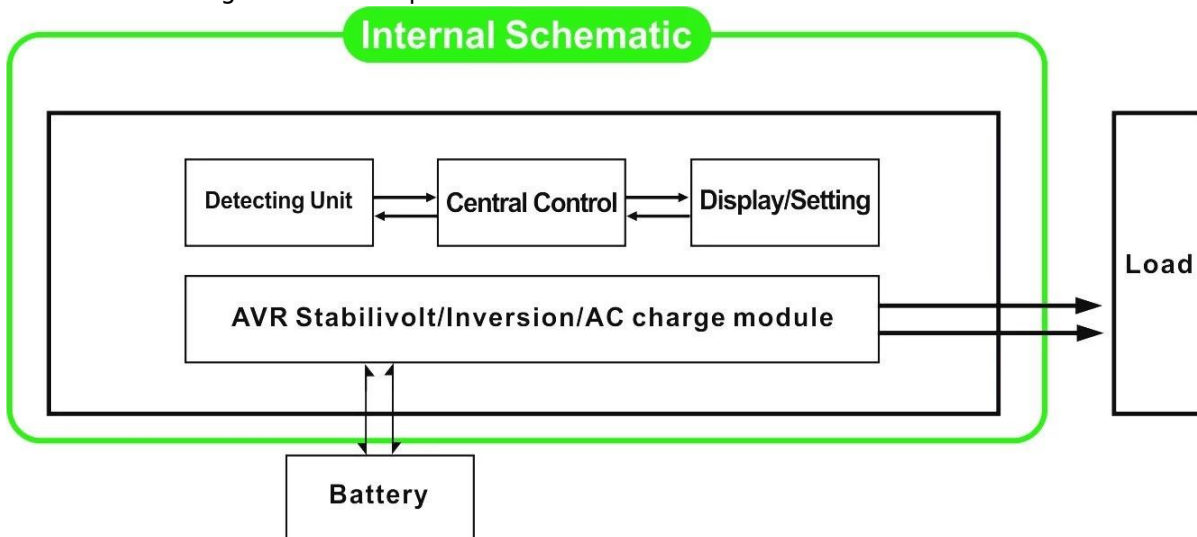 Internal Schematic
Detecting Unit
Central Control
Display/Setting
Load
AVR Stabilivolt/Inversion/AC charge module
Battery